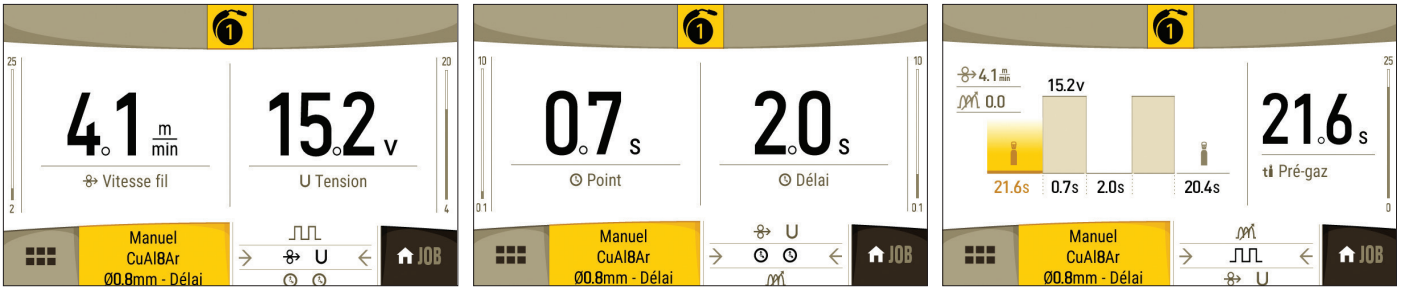 1
25
20
4.1 m/min
15.2 V
Vitesse fil
U Tension
2
4
Manuel
CuAl8Ar
Ø0.8mm - Délai
U
JOB
1
10
10
0.7 s
2.0 s
Point
Délai
0.1
0.1
Manuel
CuAl8Ar
Ø0.8mm - Délai
U
JOB
1
25
4.1 m/min
15.2 V
0.0
21.6 s
Pré-gaz
21.6s
0.7s
2.0s
20.4s
0
Manuel
CuAl8Ar
Ø0.8mm - Délai
U
JOB